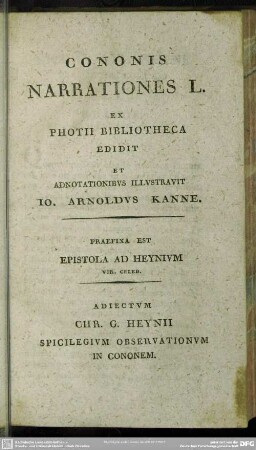 CONONIS
NARRATIONES L.
EX
PHOTII BIBLIOTHECA
EDIDIT
ET
ADNOTATIONIBVS ILLVSTRAVIT
IO. ARNOLDVS KANNE.
PRAEFIXA EST
EPISTOLA AD HEYNIVM
VIR. CELEB.
ADIECTVM
CHR. G. HEYNII
SPICILEGIVM OBSERVATIONVM
IN CONONEM.
DFG